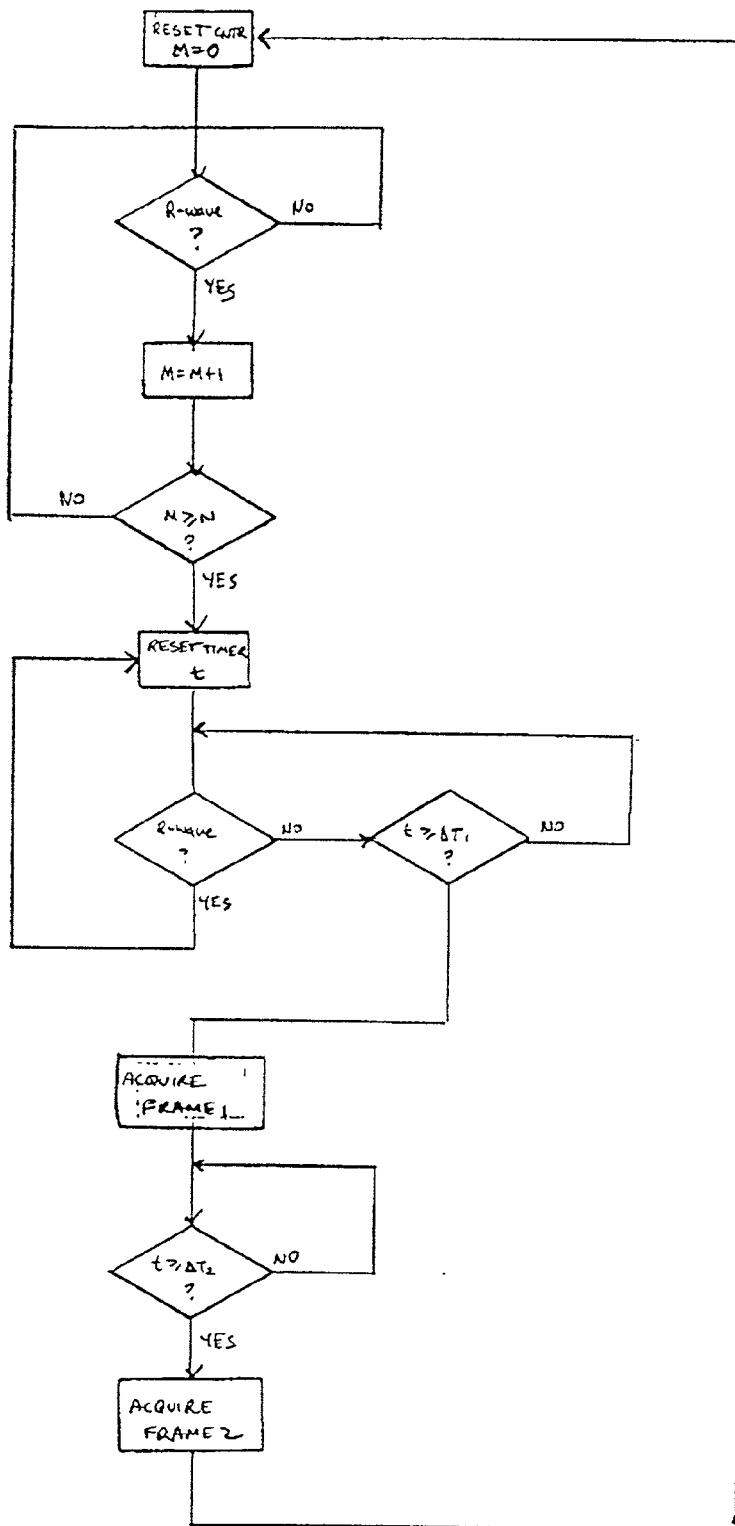 RESET CNTR
M=0
R-wave
?
NO
YES
M=M+1
NO
M≥N
?
YES
RESET TIMER
t
R-wave
?
NO
t≥ΔT₁
?
NO
YES
ACQUIRE
FRAME 1
t≥ΔT₂
?
NO
YES
ACQUIRE
FRAME 2